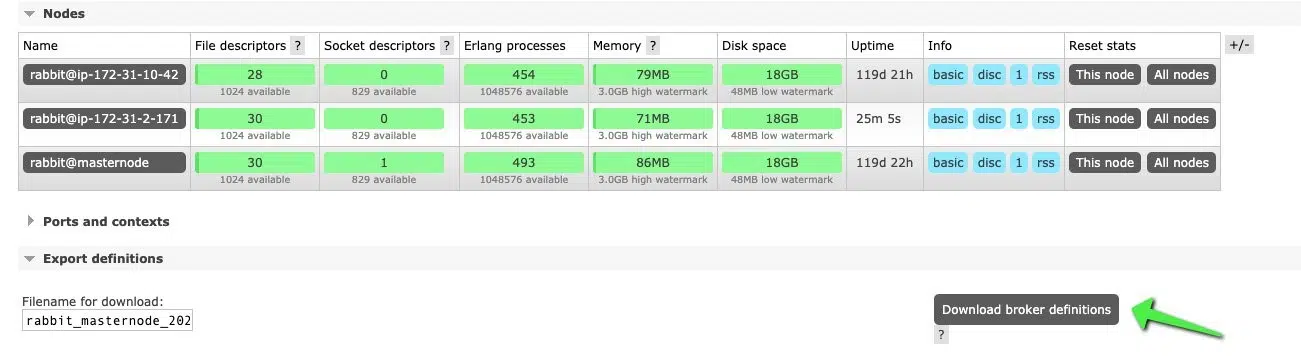 Nodes
Name File descriptors ? Socket descriptors ? Erlang processes Memory ? Disk space Uptime Info Reset stats +/-
rabbit@ip-172-31-10-42 28 0 454 79MB 18GB 119d 21h basic disc 1 rss This node All nodes
1024 available 829 available 1048576 available 3.0GB high watermark 48MB low watermark
rabbit@ip-172-31-2-171 30 0 453 71MB 18GB 25m 5s basic disc 1 rss This node All nodes
1024 available 829 available 1048576 available 3.0GB high watermark 48MB low watermark
rabbit@masternode 30 1 493 86MB 18GB 119d 22h basic disc 1 rss This node All nodes
1024 available 829 available 1048576 available 3.0GB high watermark 48MB low watermark
Ports and contexts
Export definitions
Filename for download:
rabbit_masternode_202
Download broker definitions
?